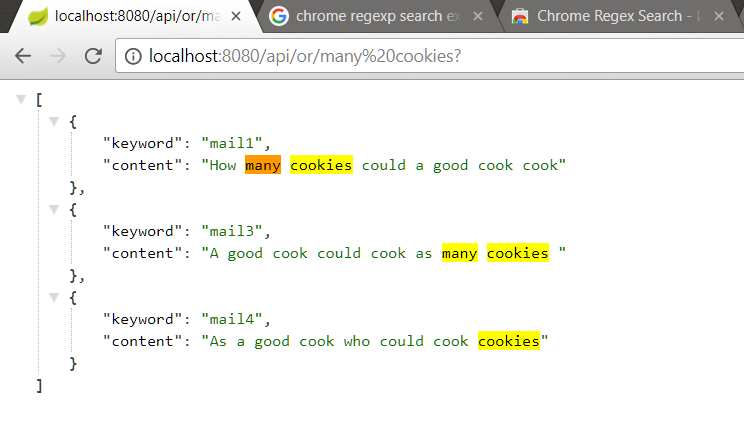 localhost:8080/api/or/ma
chrome regexp search ex
Chrome Regex Search -
localhost:8080/api/or/many%20cookies?
[
{
"keyword": "mail1",
"content": "How many cookies could a good cook cook"
},
{
"keyword": "mail3",
"content": "A good cook could cook as many cookies "
},
{
"keyword": "mail4",
"content": "As a good cook who could cook cookies"
}
]